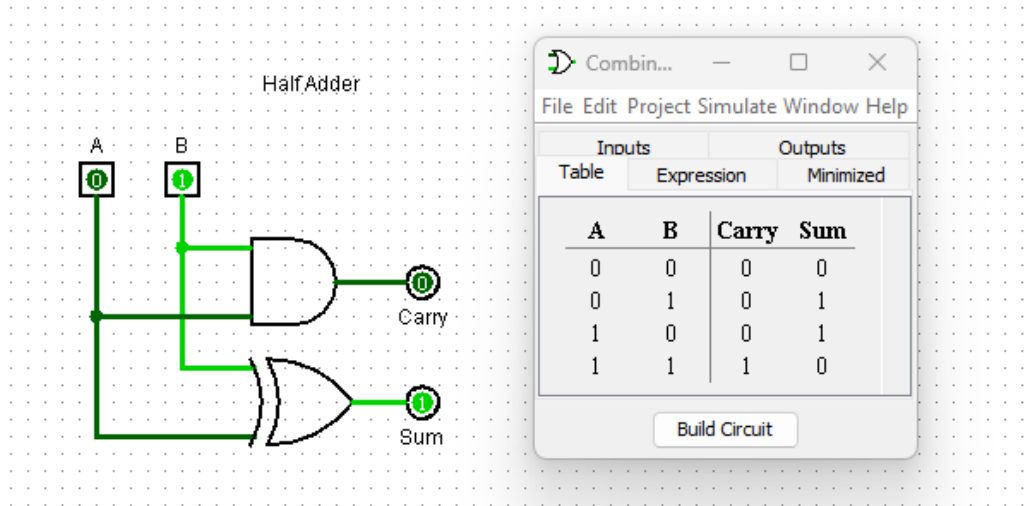 Half Adder
A B
0 1
0
Carry
1
Sum
Combin...
File Edit Project Simulate Window Help
Inputs Outputs
Table Expression Minimized
A B Carry Sum
0 0 0 0
0 1 0 1
1 0 0 1
1 1 1 0
Build Circuit